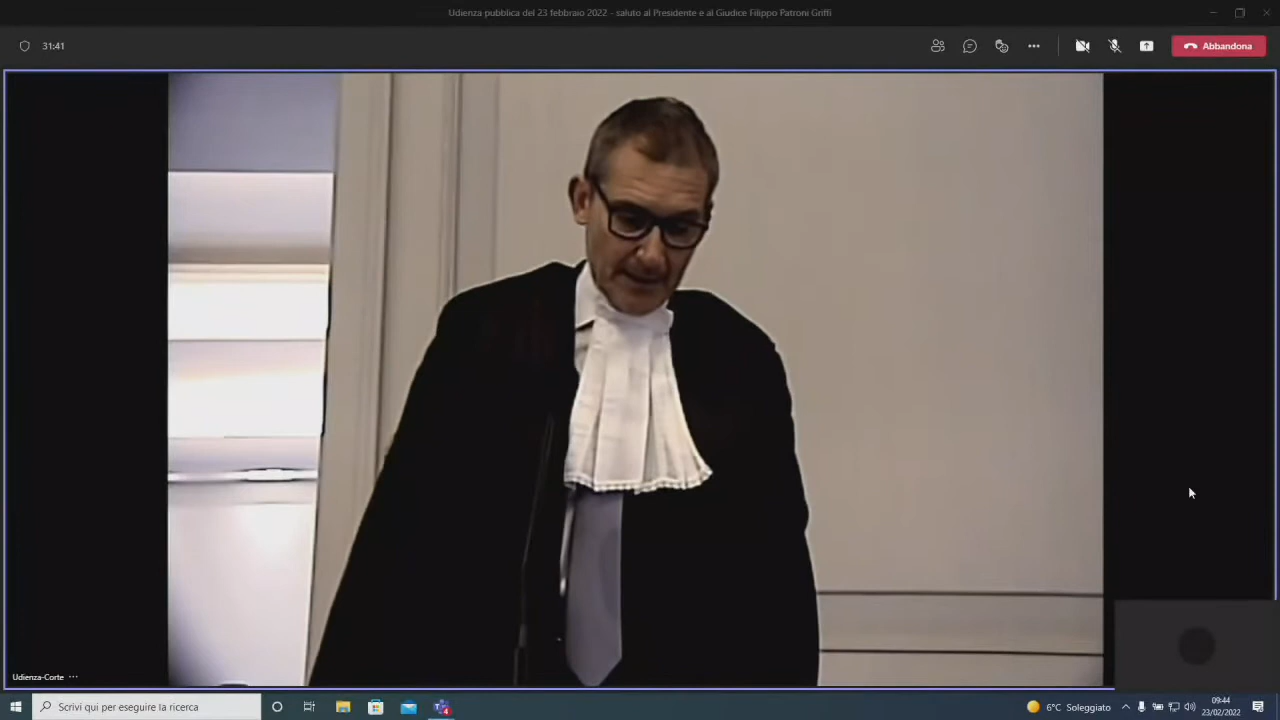 Udienza pubblica del 23 febbraio 2022 - saluto al Presidente e al Giudice Filippo Patroni Griffi
31:41
Abbandona
Udienza-Corte
Scrivi qui per eseguire la ricerca
4
6°C Soleggiato
09:44
23/02/2022